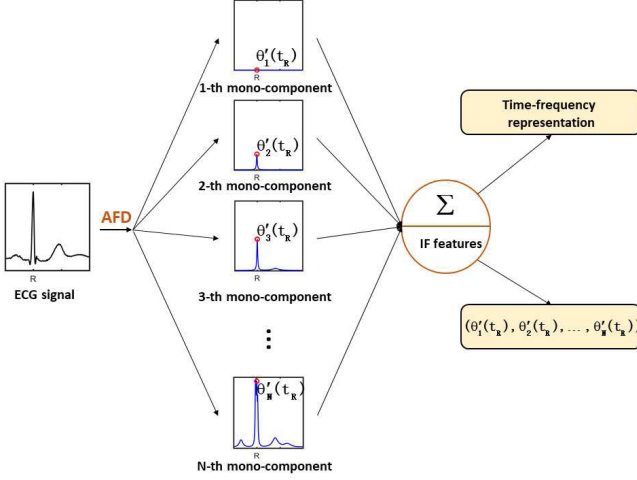 θ′₁(t_R)
R
1-th mono-component
θ′₂(t_R)
R
2-th mono-component
AFD
θ′₃(t_R)
R
3-th mono-component
R
ECG signal
θ′_N(t_R)
R
N-th mono-component
Σ
IF features
Time-frequency
representation
(θ′₁(t_R), θ′₂(t_R), ... , θ′_N(t_R))